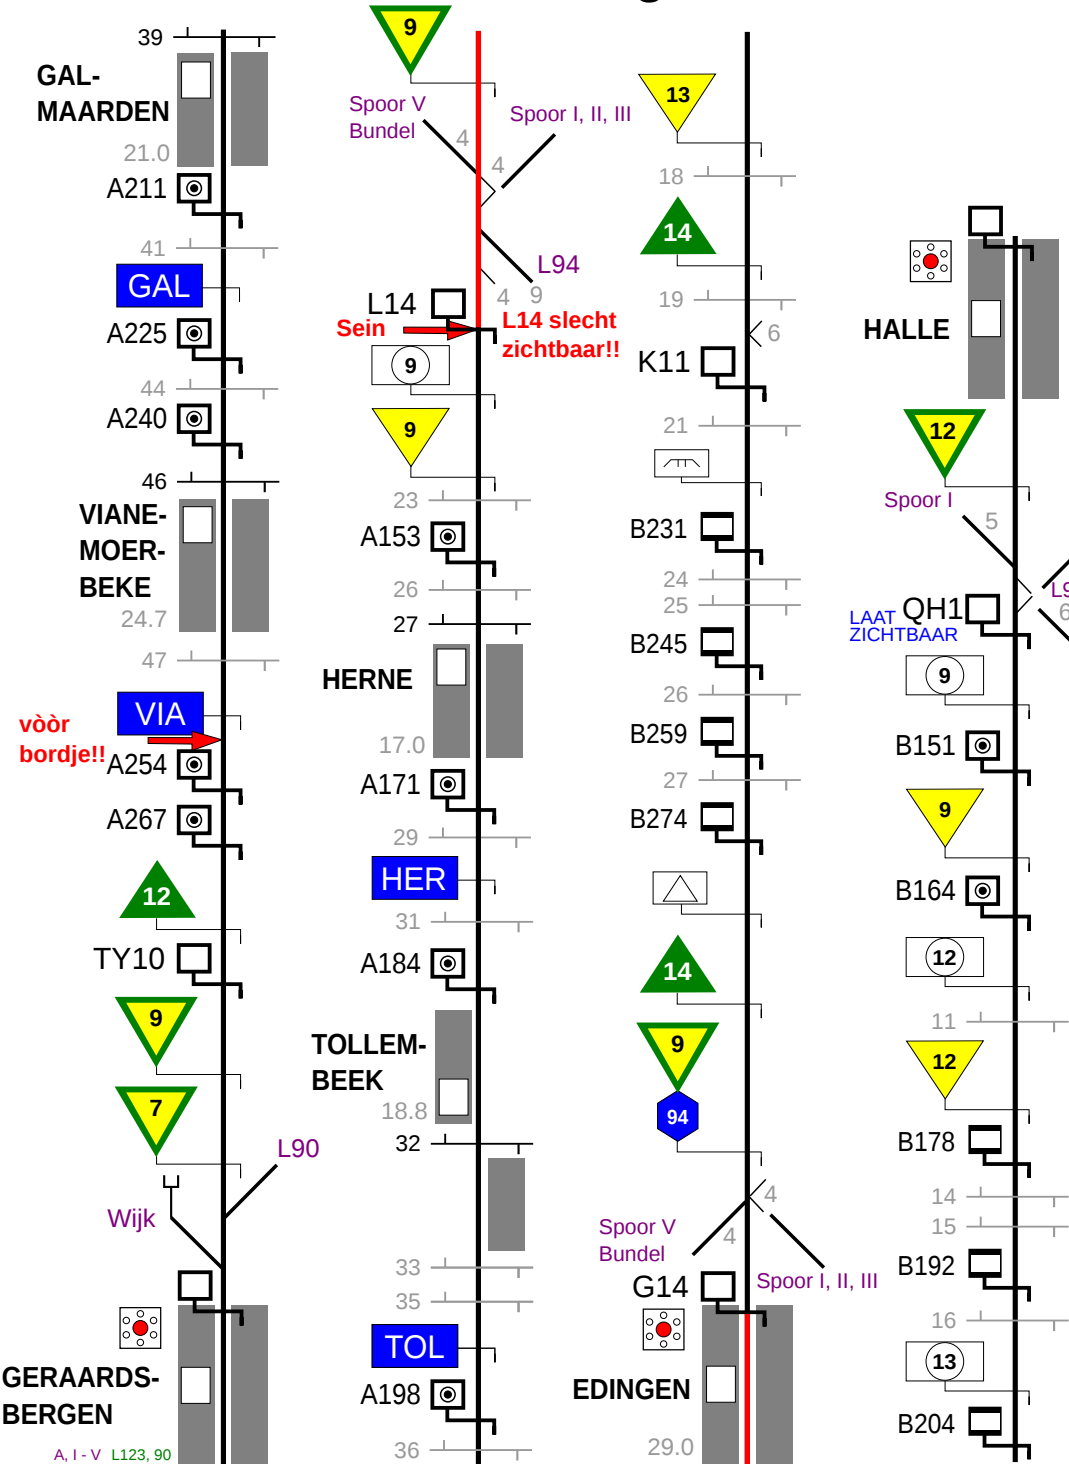 39
GAL-
MAARDEN
21.0
A211
41
GAL
A225
44
A240
46
VIANE-
MOER-
BEKE
24.7
47
VIA
vòòr
bordje!!
A254
A267
12
TY10
9
7
L90
Wijk
GERAARDS-
BERGEN
A, I - V L123, 90
9
Spoor V
Bundel
Spoor I, II, III
4
4
L94
4
9
L14
Sein
L14 slecht
zichtbaar!!
9
9
23
A153
26
27
HERNE
17.0
A171
29
HER
31
A184
TOLLEM-
BEEK
18.8
32
33
35
TOL
A198
36
13
18
14
19
6
K11
21
B231
24
25
B245
26
B259
27
B274
14
9
94
4
Spoor V
Bundel
4
Spoor I, II, III
G14
EDINGEN
29.0
HALLE
12
Spoor I
5
L9
6
QH1
LAAT
ZICHTBAAR
9
B151
9
B164
12
11
12
B178
14
15
B192
16
13
B204